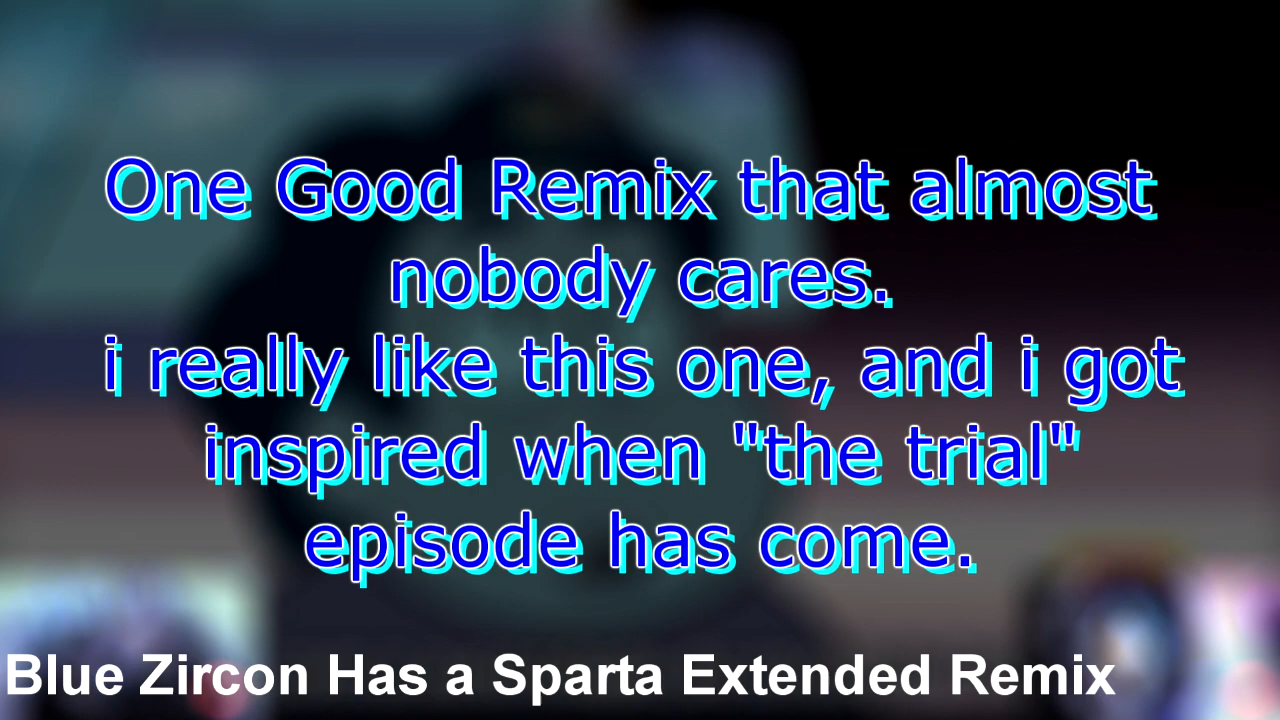 One Good Remix that almost
nobody cares.
i really like this one, and i got
inspired when "the trial"
episode has come.
Blue Zircon Has a Sparta Extended Remix